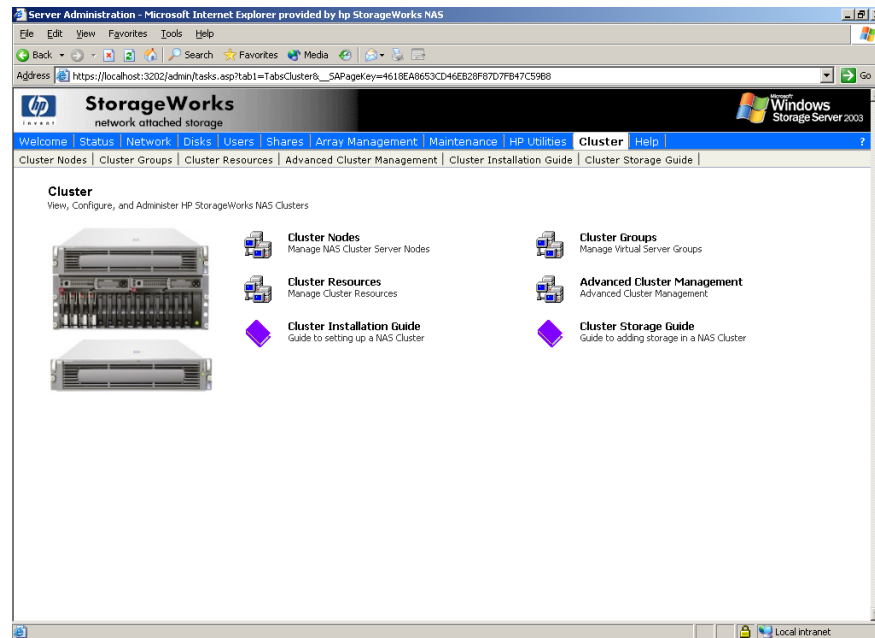 Server Administration - Microsoft Internet Explorer provided by hp StorageWorks NAS
File Edit View Favorites Tools Help
Back Search Favorites Media
Address https://localhost:3202/admin/tasks.asp?tab1=TabsCluster&__SAPageKey=4618EA8653CD46EB28F87D7FB47C59B8 Go
hp invent
StorageWorks
network attached storage
Microsoft
Windows
Storage Server 2003
Welcome Status Network Disks Users Shares Array Management Maintenance HP Utilities Cluster Help ?
Cluster Nodes | Cluster Groups | Cluster Resources | Advanced Cluster Management | Cluster Installation Guide | Cluster Storage Guide |
Cluster
View, Configure, and Administer HP StorageWorks NAS Clusters
Cluster Nodes
Manage NAS Cluster Server Nodes
Cluster Groups
Manage Virtual Server Groups
Cluster Resources
Manage Cluster Resources
Advanced Cluster Management
Advanced Cluster Management
Cluster Installation Guide
Guide to setting up a NAS Cluster
Cluster Storage Guide
Guide to adding storage in a NAS Cluster
Local intranet